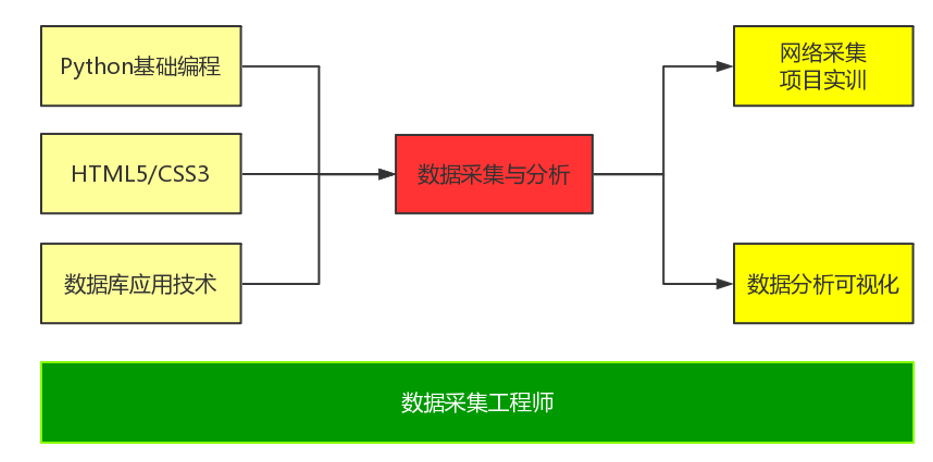 Python基础编程
HTML5/CSS3
数据库应用技术
数据采集与分析
网络采集
项目实训
数据分析可视化
数据采集工程师